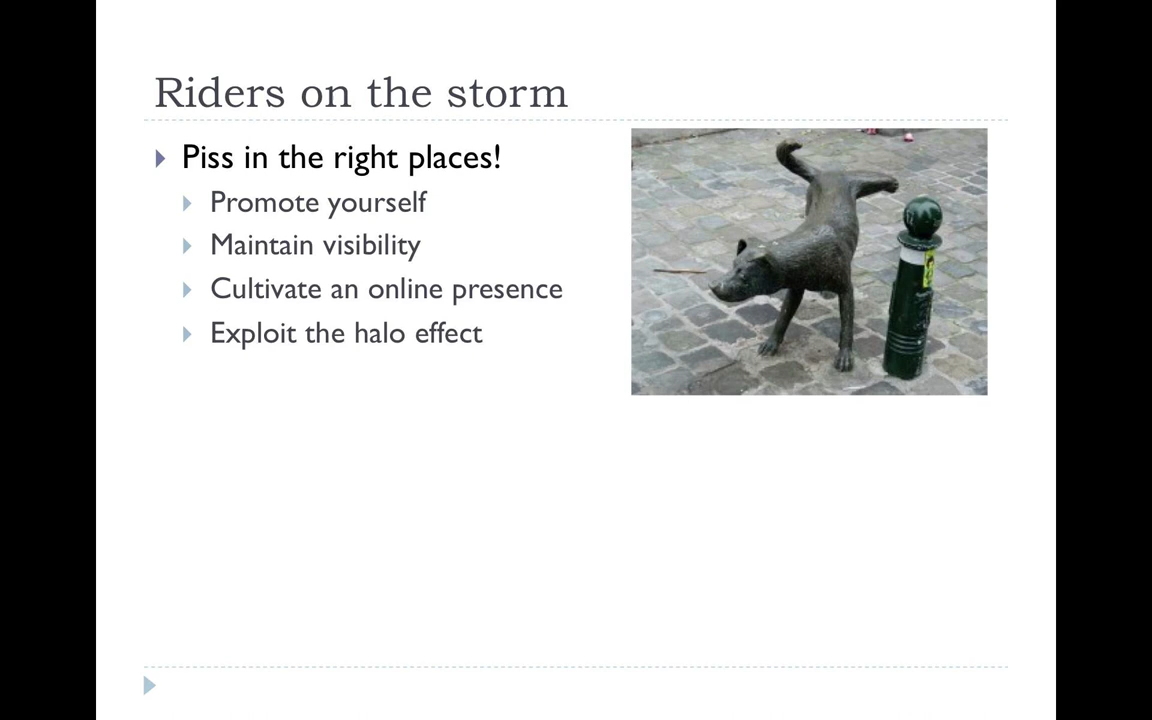 Riders on the storm
Piss in the right places!
Promote yourself
Maintain visibility
Cultivate an online presence
Exploit the halo effect